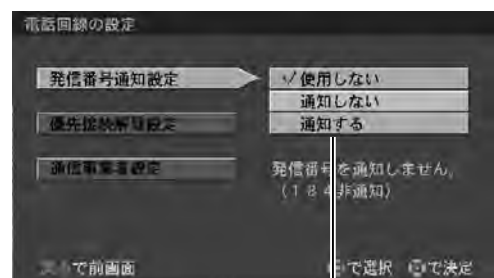 電話回線の設定
発信番号通知設定
✓使用しない
通知しない
通知する
優先接続解除設定
通信事業者設定
発信番号を通知しません。
(184非通知)
で前画面
で選択
で決定